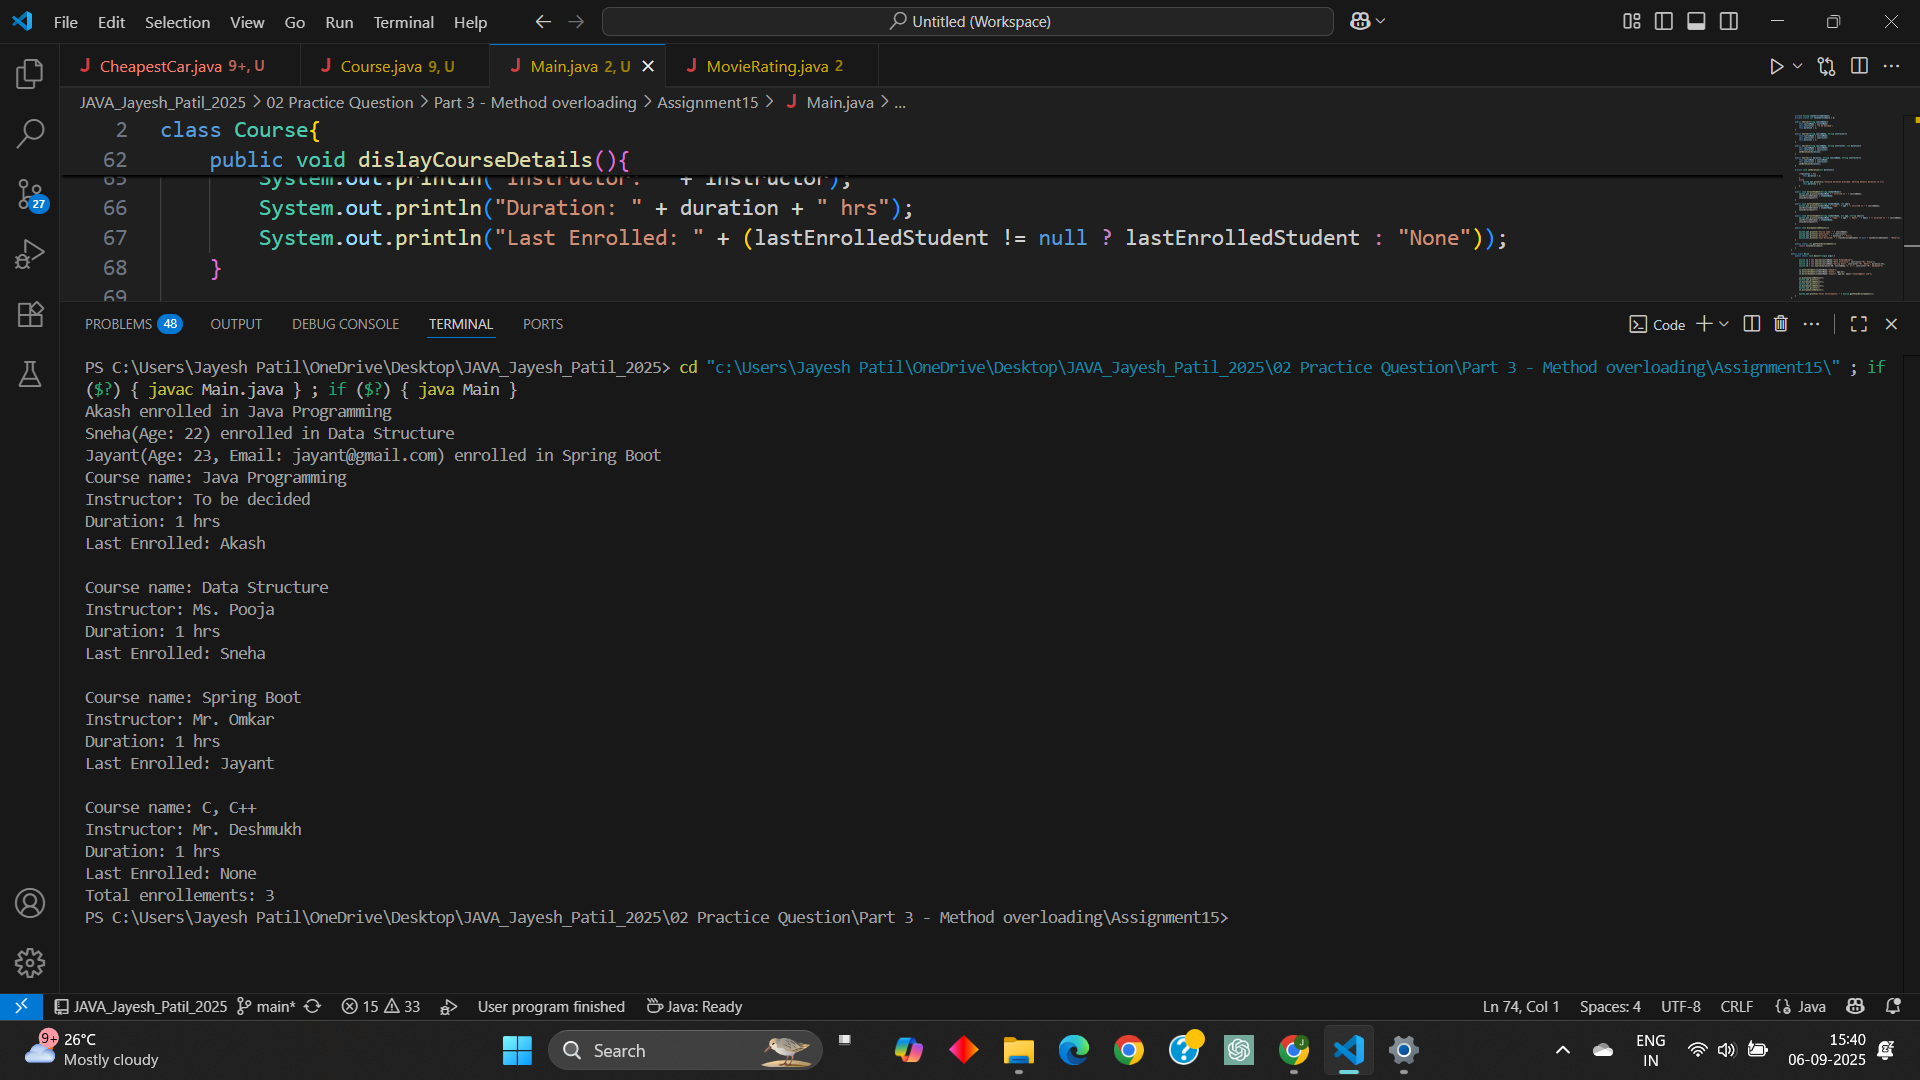 File Edit Selection View Go Run Terminal Help
Untitled (Workspace)
CheapestCar.java 9+, U
Course.java 9, U
Main.java 2, U
MovieRating.java 2
JAVA_Jayesh_Patil_2025 > 02 Practice Question > Part 3 - Method overloading > Assignment15 > Main.java > ...
2 class Course{
62 public void dislayCourseDetails(){
65 System.out.println("Instructor: " + instructor);
66 System.out.println("Duration: " + duration + " hrs");
67 System.out.println("Last Enrolled: " + (lastEnrolledStudent != null ? lastEnrolledStudent : "None"));
68 }
69
27
PROBLEMS 48 OUTPUT DEBUG CONSOLE TERMINAL PORTS
Code
PS C:\Users\Jayesh Patil\OneDrive\Desktop\JAVA_Jayesh_Patil_2025> cd "c:\Users\Jayesh Patil\OneDrive\Desktop\JAVA_Jayesh_Patil_2025\02 Practice Question\Part 3 - Method overloading\Assignment15\" ; if
($?) { javac Main.java } ; if ($?) { java Main }
Akash enrolled in Java Programming
Sneha(Age: 22) enrolled in Data Structure
Jayant(Age: 23, Email: jayant@gmail.com) enrolled in Spring Boot
Course name: Java Programming
Instructor: To be decided
Duration: 1 hrs
Last Enrolled: Akash
Course name: Data Structure
Instructor: Ms. Pooja
Duration: 1 hrs
Last Enrolled: Sneha
Course name: Spring Boot
Instructor: Mr. Omkar
Duration: 1 hrs
Last Enrolled: Jayant
Course name: C, C++
Instructor: Mr. Deshmukh
Duration: 1 hrs
Last Enrolled: None
Total enrollements: 3
PS C:\Users\Jayesh Patil\OneDrive\Desktop\JAVA_Jayesh_Patil_2025\02 Practice Question\Part 3 - Method overloading\Assignment15>
JAVA_Jayesh_Patil_2025 main* 15 33 User program finished Java: Ready
Ln 74, Col 1 Spaces: 4 UTF-8 CRLF Java
9+
26°C
Mostly cloudy
Search
ENG
IN
15:40
06-09-2025